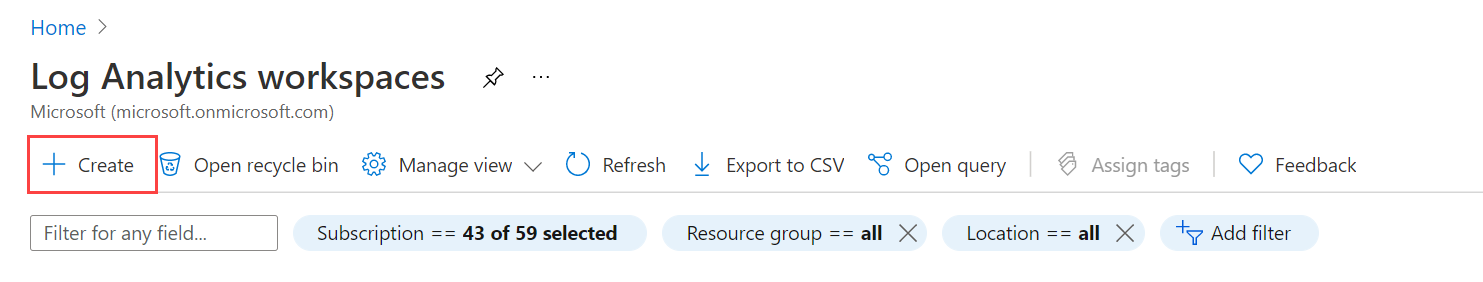 Home
Log Analytics workspaces
Microsoft (microsoft.onmicrosoft.com)
Create Open recycle bin Manage view Refresh Export to CSV Open query Assign tags Feedback
Filter for any field... Subscription == 43 of 59 selected Resource group == all Location == all Add filter